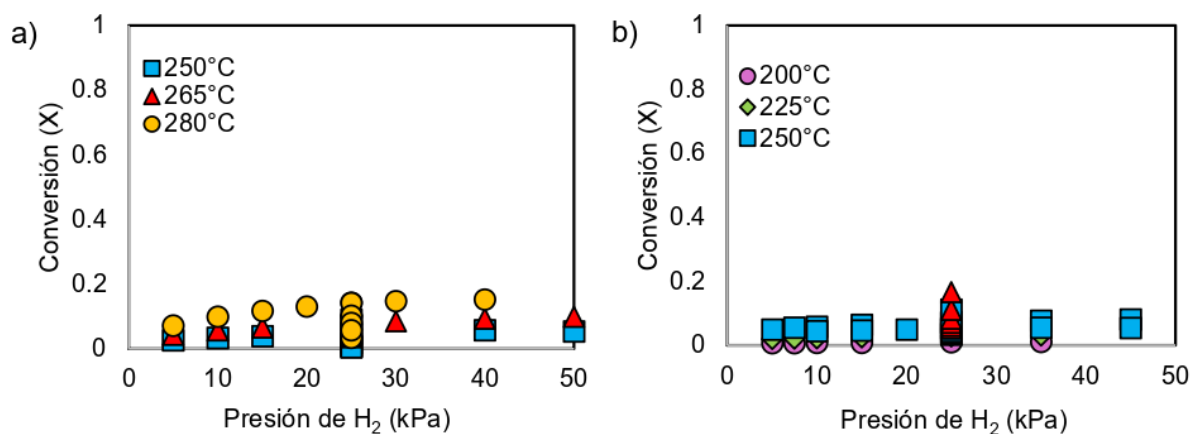 a)
Conversión (X)
1
0.8
0.6
0.4
0.2
0
250°C
265°C
280°C
0 10 20 30 40 50
Presión de H₂ (kPa)
b)
Conversión (X)
1
0.8
0.6
0.4
0.2
0
200°C
225°C
250°C
0 10 20 30 40 50
Presión de H₂ (kPa)